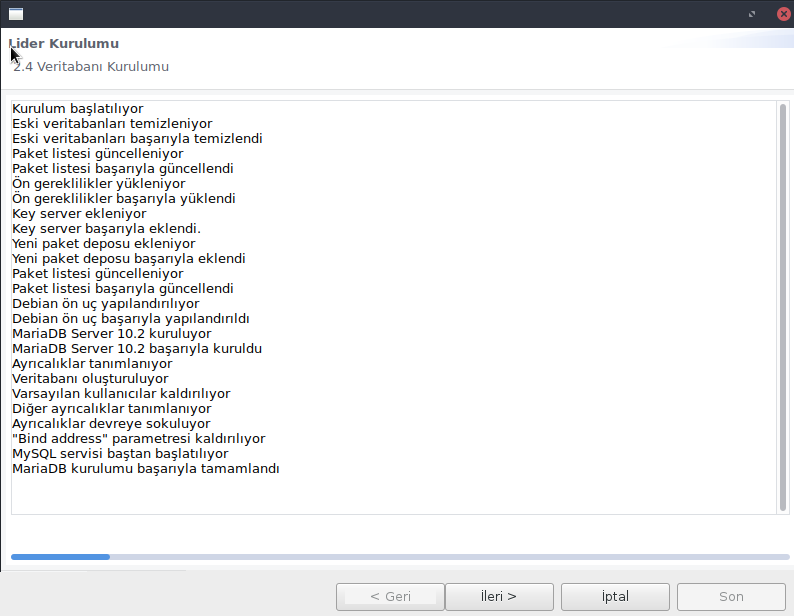 Lider Kurulumu
2.4 Veritabanı Kurulumu
Kurulum başlatılıyor
Eski veritabanları temizleniyor
Eski veritabanları başarıyla temizlendi
Paket listesi güncelleniyor
Paket listesi başarıyla güncellendi
Ön gereklilikler yükleniyor
Ön gereklilikler başarıyla yüklendi
Key server ekleniyor
Key server başarıyla eklendi.
Yeni paket deposu ekleniyor
Yeni paket deposu başarıyla eklendi
Paket listesi güncelleniyor
Paket listesi başarıyla güncellendi
Debian ön uç yapılandırılıyor
Debian ön uç başarıyla yapılandırıldı
MariaDB Server 10.2 kuruluyor
MariaDB Server 10.2 başarıyla kuruldu
Ayrıcalıklar tanımlanıyor
Veritabanı oluşturuluyor
Varsayılan kullanıcılar kaldırılıyor
Diğer ayrıcalıklar tanımlanıyor
Ayrıcalıklar devreye sokuluyor
"Bind address" parametresi kaldırılıyor
MySQL servisi baştan başlatılıyor
MariaDB kurulumu başarıyla tamamlandı
< Geri
İleri >
İptal
Son